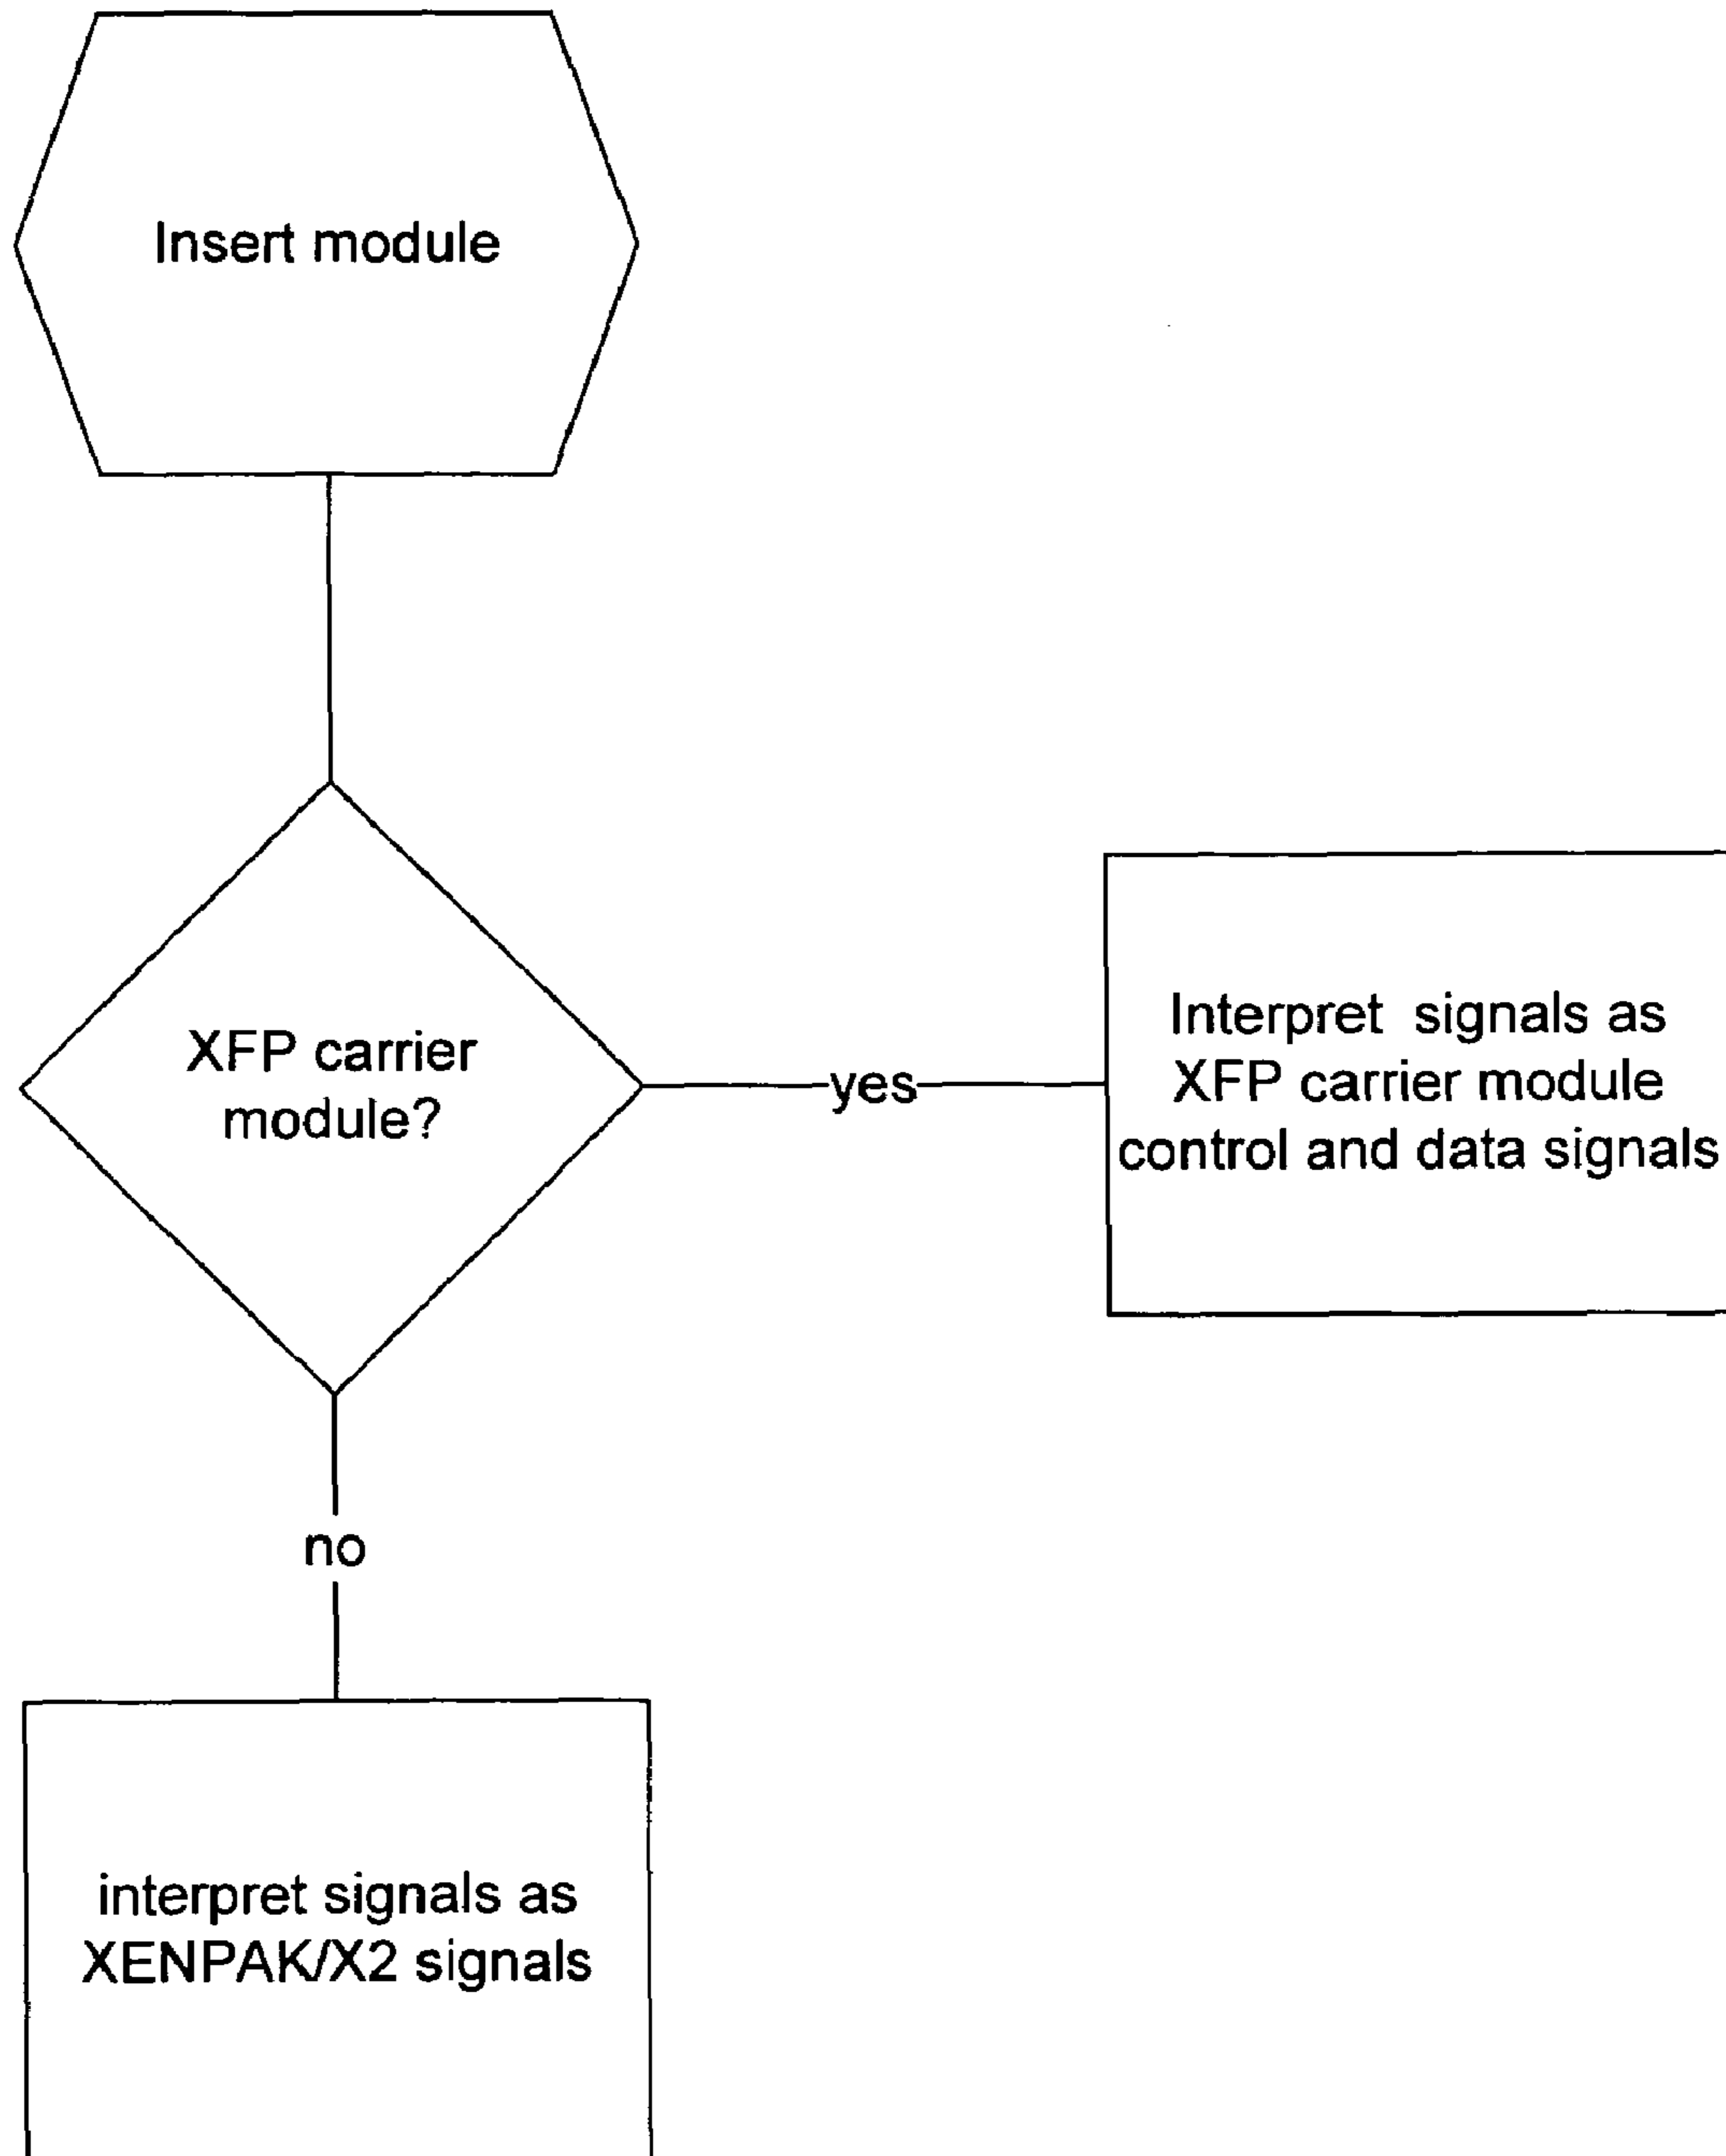 Insert module
XFP carrier
module?
yes
Interpret signals as
XFP carrier module
control and data signals
no
interpret signals as
XENPAK/X2 signals